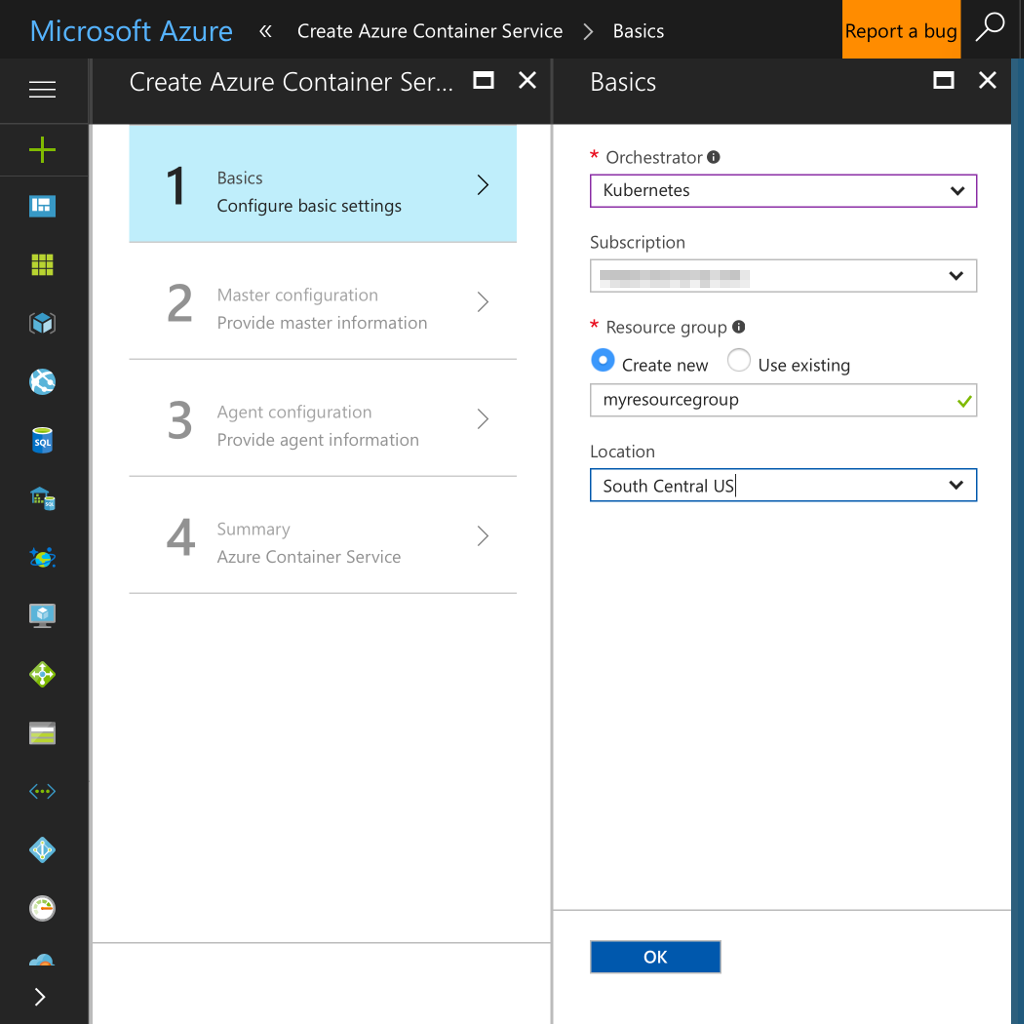 Microsoft Azure « Create Azure Container Service > Basics Report a bug
Create Azure Container Ser...
1
Basics
Configure basic settings
2
Master configuration
Provide master information
3
Agent configuration
Provide agent information
4
Summary
Azure Container Service
Basics
* Orchestrator
Kubernetes
Subscription
* Resource group
Create new Use existing
myresourcegroup
Location
South Central US
OK
SQL